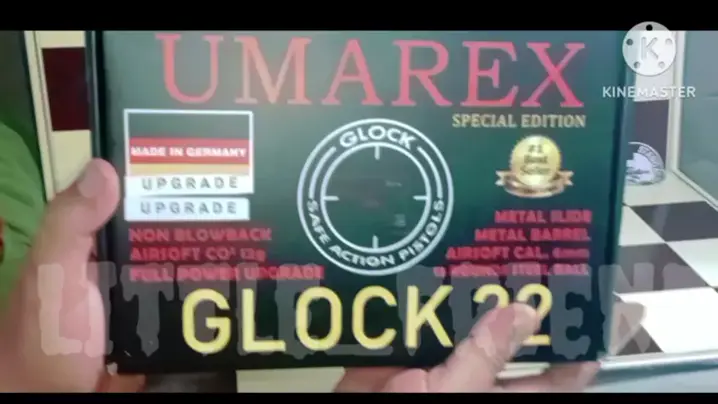 UMAREX
KINEMASTER
SPECIAL EDITION
GLOCK
SAFE ACTION PISTOLS
MADE IN GERMANY
UPGRADE
UPGRADE
#1
Best
Seller
NON BLOWBACK
AIRSOFT CO² 12g
FULL POWER UPGRADE
METAL SLIDE
METAL BARREL
AIRSOFT CAL. 6mm
BALL
GLOCK 22